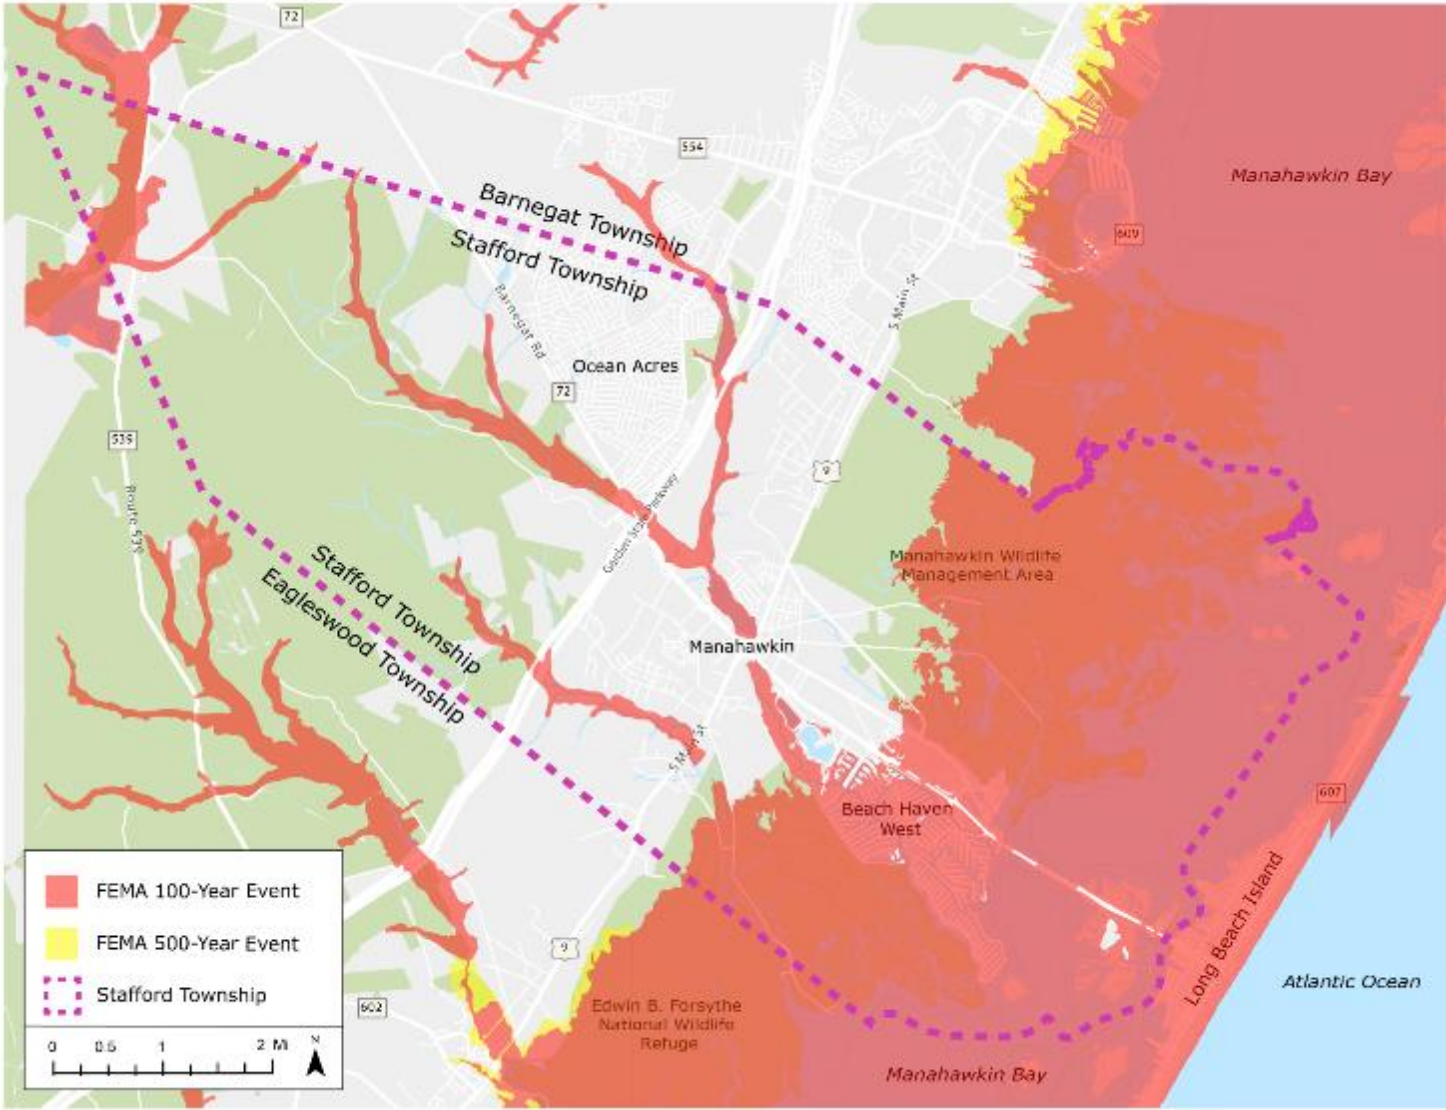 72
554
Manahawkin Bay
609
Barnegat Township
Stafford Township
S Main St
Barnegat Rd
Ocean Acres
72
539
9
Route 539
Garden State Parkway
Manahawkin Wildlife
Management Area
Stafford Township
Eagleswood Township
Manahawkin
S Main St
607
Beach Haven
West
Long Beach Island
Atlantic Ocean
9
602
Edwin B. Forsythe
National Wildlife
Refuge
Manahawkin Bay
FEMA 100-Year Event
FEMA 500-Year Event
Stafford Township
0 0.5 1 2 Mi
N